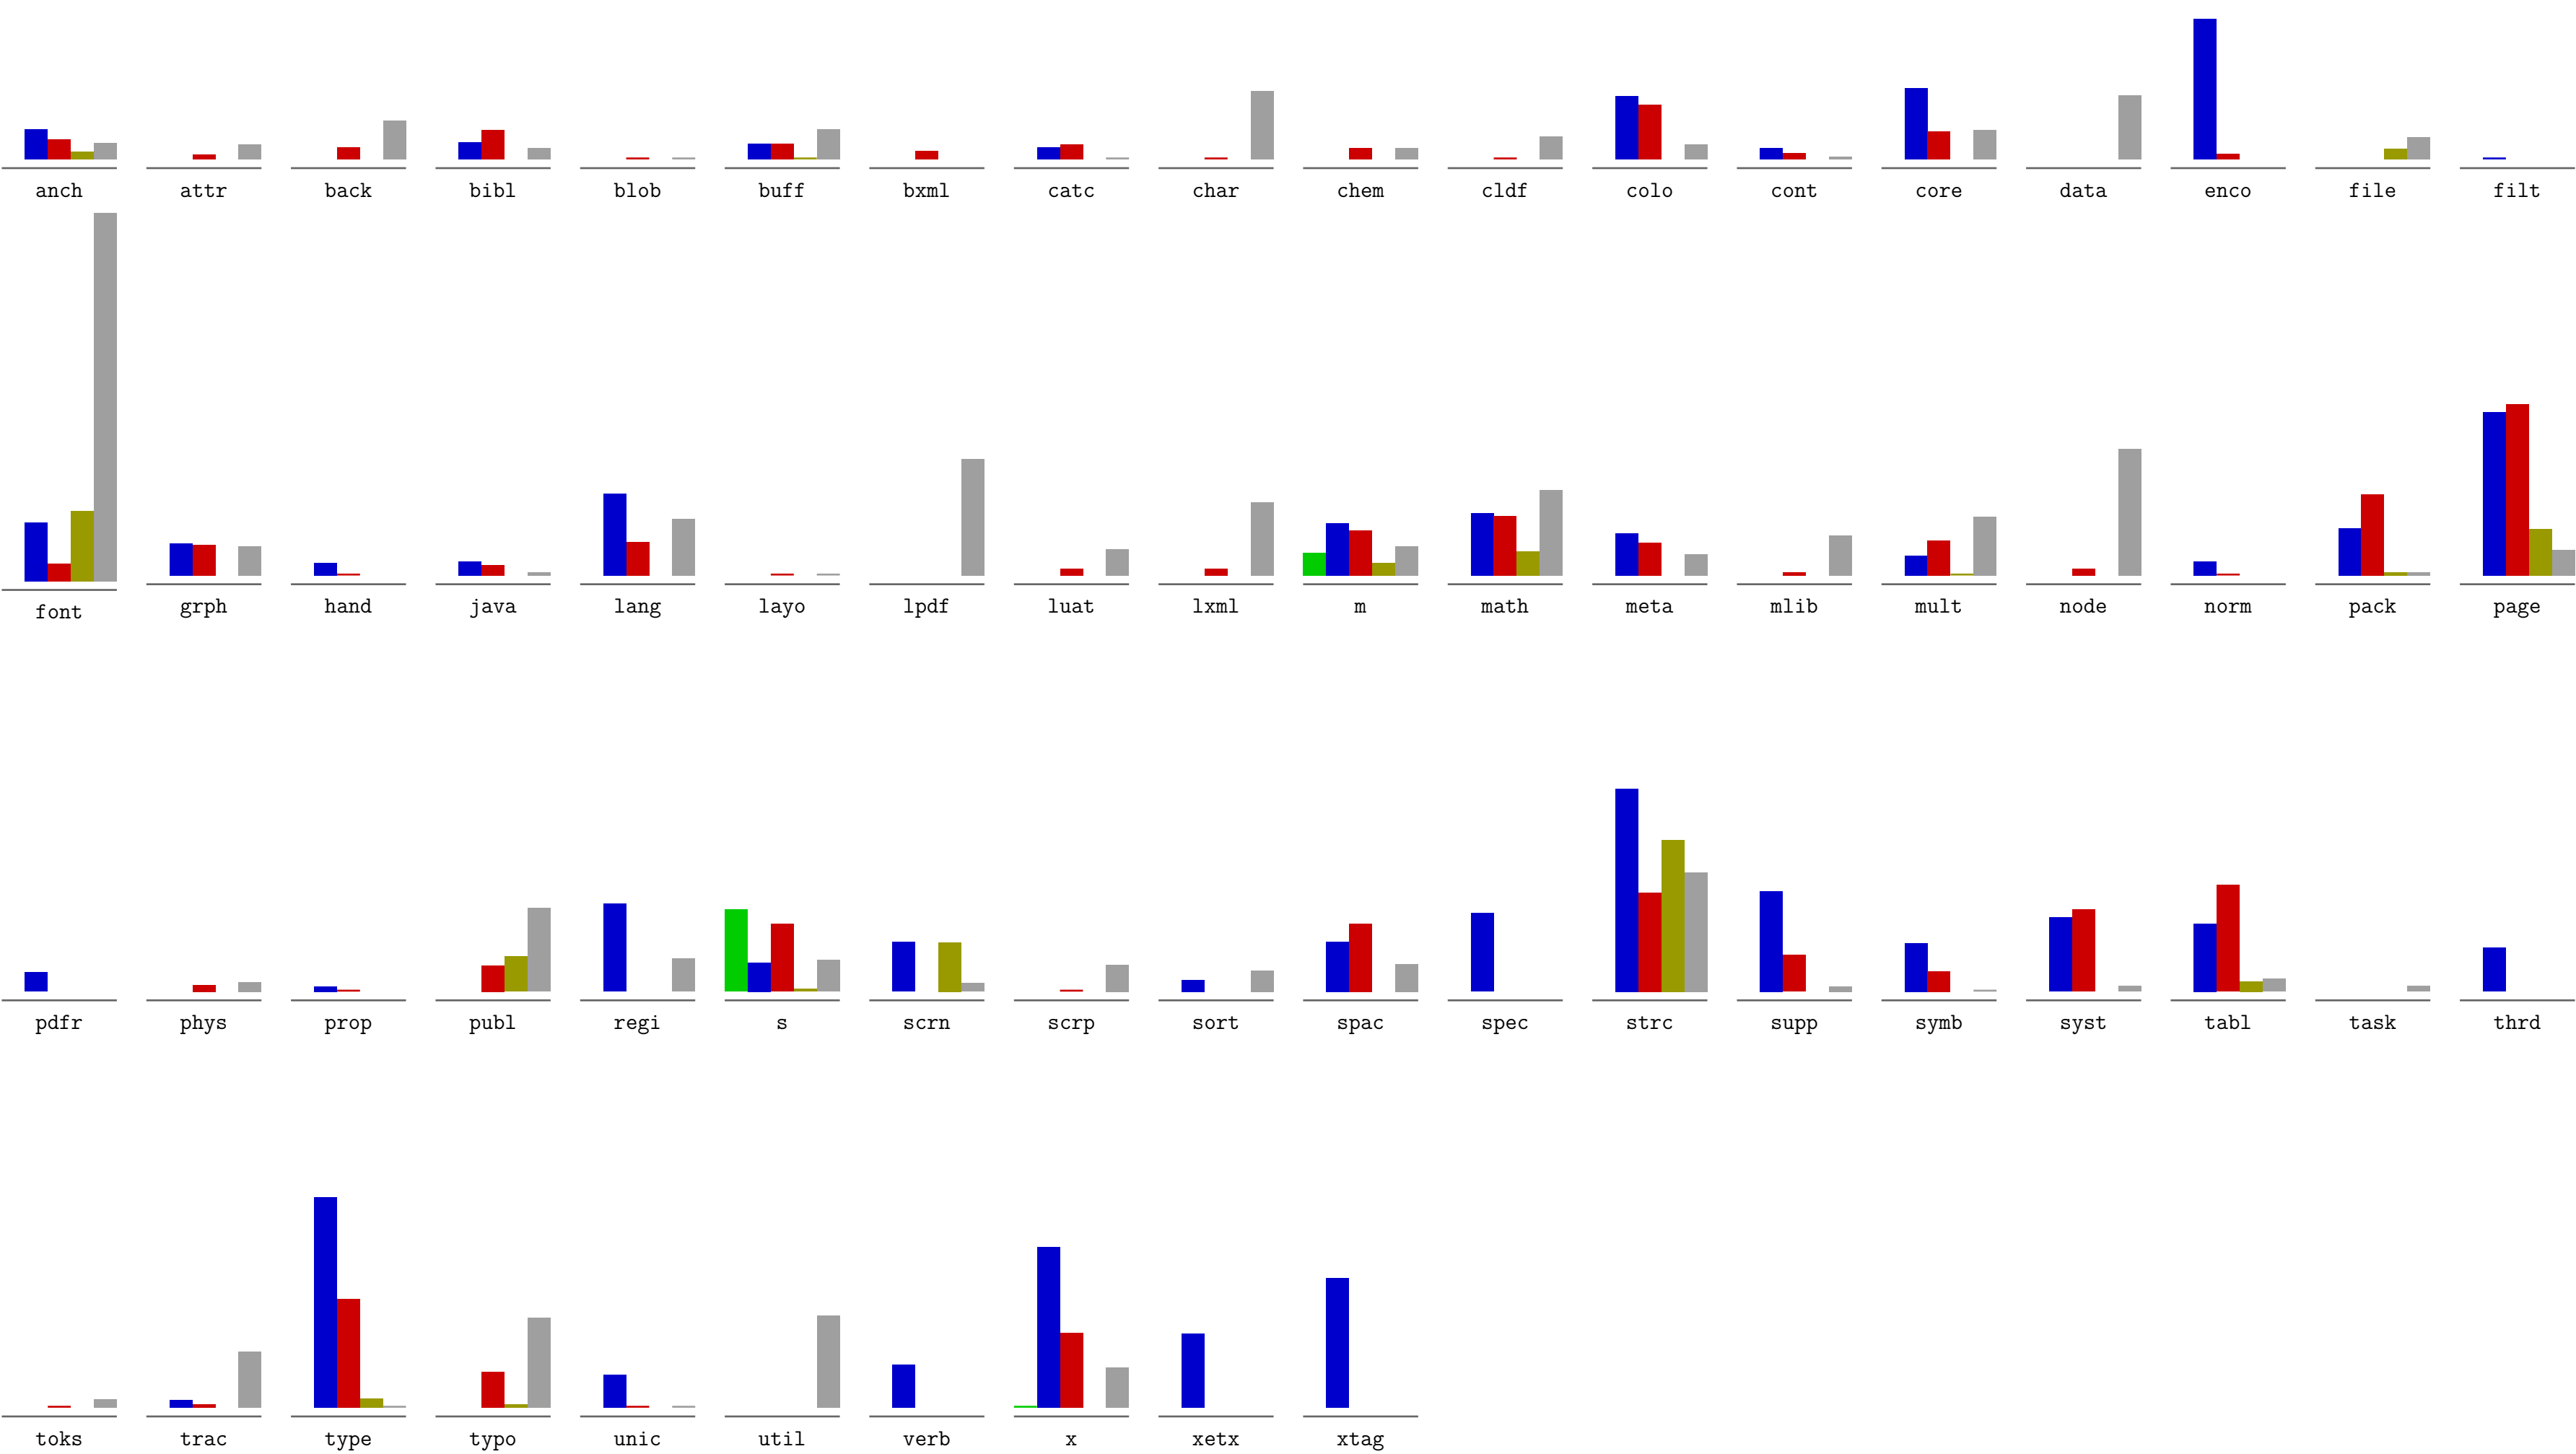 anch attr back bibl blob buff bxml catc char chem cldf colo cont core data enco file filt
font grph hand java lang layo lpdf luat lxml m math meta mlib mult node norm pack page
pdfr phys prop publ regi s scrn scrp sort spac spec strc supp symb syst tabl task thrd
toks trac type typo unic util verb x xetx xtag